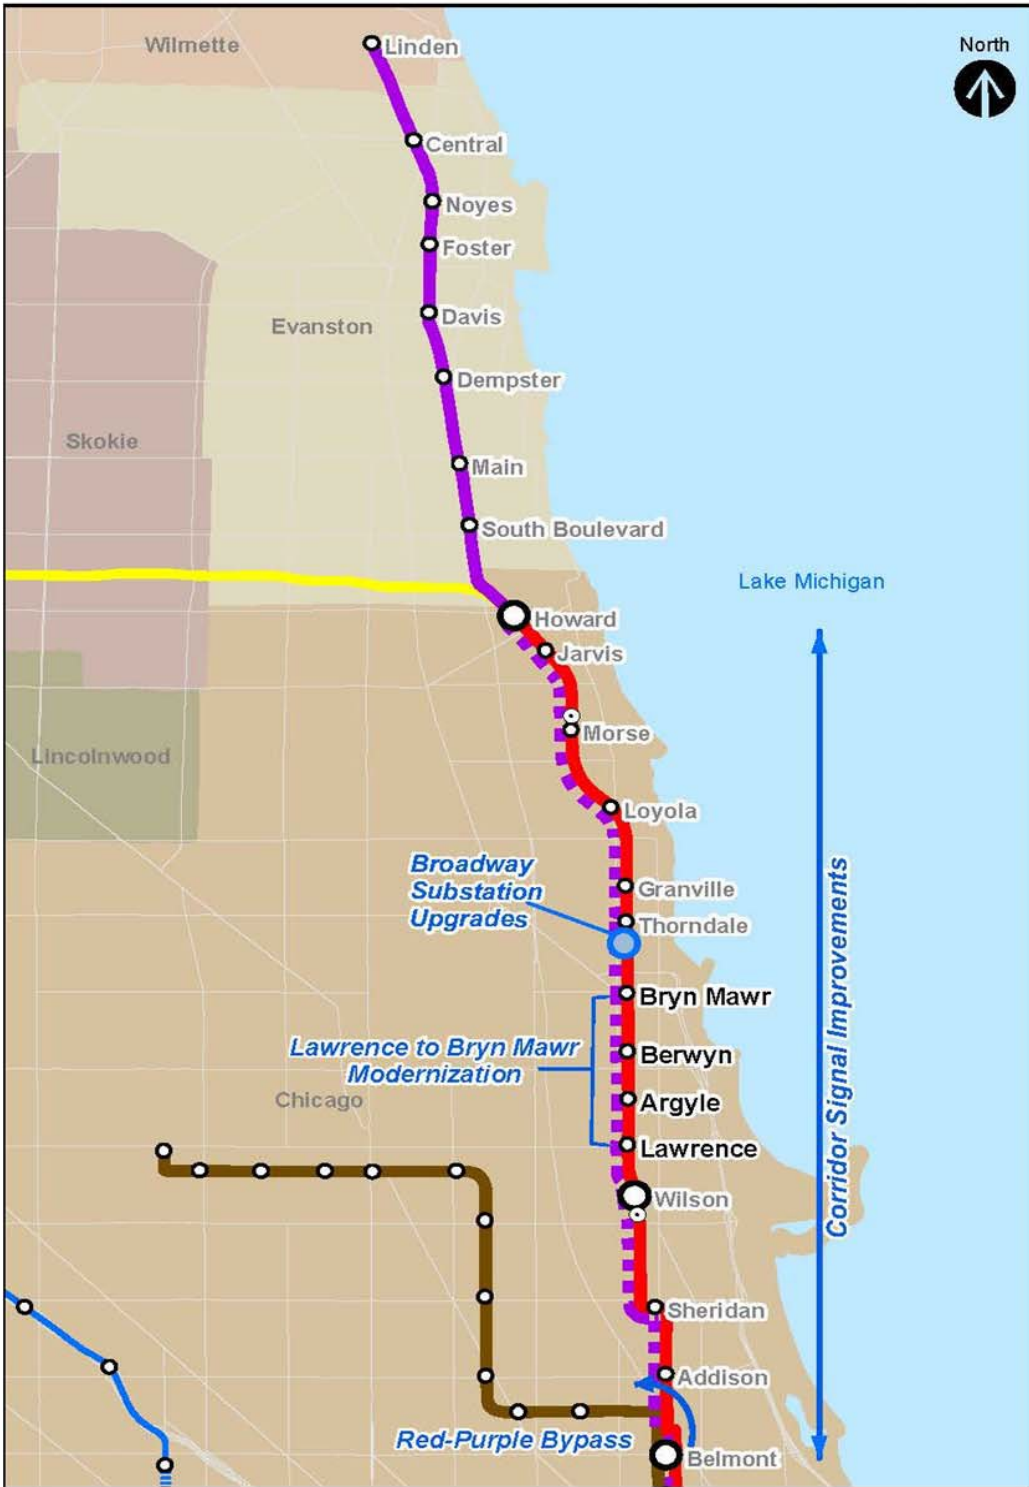 Wilmette
Linden
North
Central
Noyes
Foster
Davis
Evanston
Dempster
Skokie
Main
South Boulevard
Lake Michigan
Howard
Jarvis
Morse
Lincolnwood
Loyola
Broadway
Substation
Upgrades
Granville
Thorndale
Bryn Mawr
Lawrence to Bryn Mawr
Modernization
Berwyn
Chicago
Argyle
Lawrence
Corridor Signal Improvements
Wilson
Sheridan
Addison
Red-Purple Bypass
Belmont